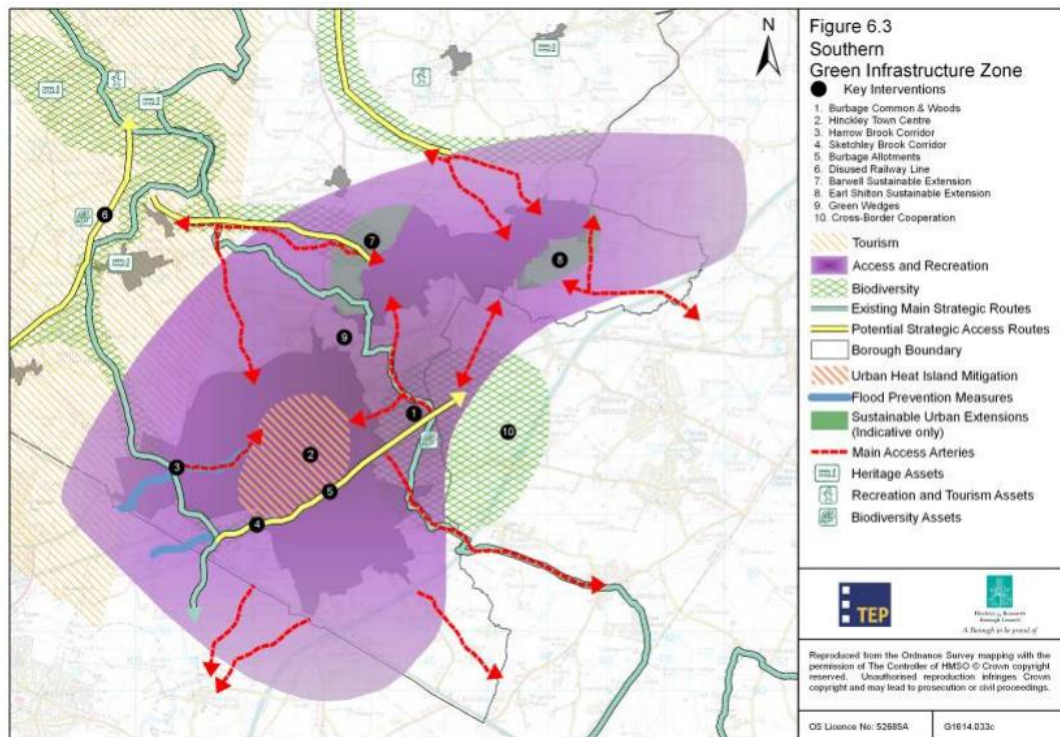 N
6
7
8
9
1
10
2
3
5
4
Figure 6.3
Southern
Green Infrastructure Zone
Key Interventions
1. Burbage Common & Woods
2. Hinckley Town Centre
3. Harrow Brook Corridor
4. Sketchley Brook Corridor
5. Burbage Allotments
6. Disused Railway Line
7. Barwell Sustainable Extension
8. Earl Shilton Sustainable Extension
9. Green Wedges
10. Cross-Border Cooperation
Tourism
Access and Recreation
Biodiversity
Existing Main Strategic Routes
Potential Strategic Access Routes
Borough Boundary
Urban Heat Island Mitigation
Flood Prevention Measures
Sustainable Urban Extensions
(Indicative only)
Main Access Arteries
Heritage Assets
Recreation and Tourism Assets
Biodiversity Assets
TEP
Hinckley & Bosworth
Borough Council
A Borough to be proud of
Reproduced from the Ordnance Survey mapping with the
permission of The Controller of HMSO © Crown copyright
reserved. Unauthorised reproduction infringes Crown
copyright and may lead to prosecution or civil proceedings.
OS Licence No: 52685A
G1614.033c